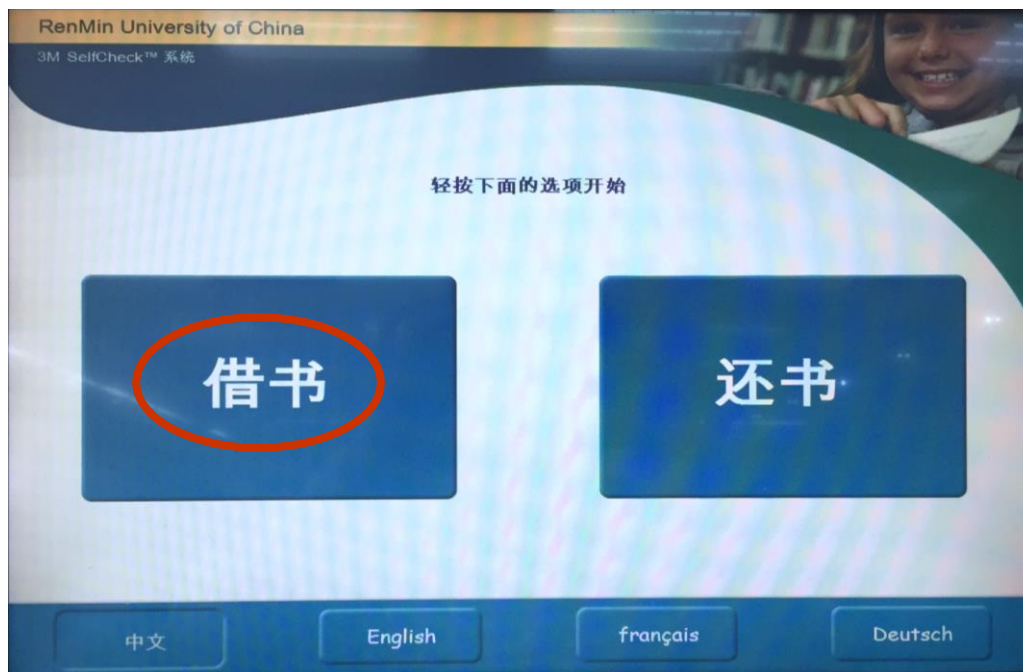 RenMin University of China
3M SelfCheck™ 系统
轻按下面的选项开始
借书
还书
中文
English
français
Deutsch